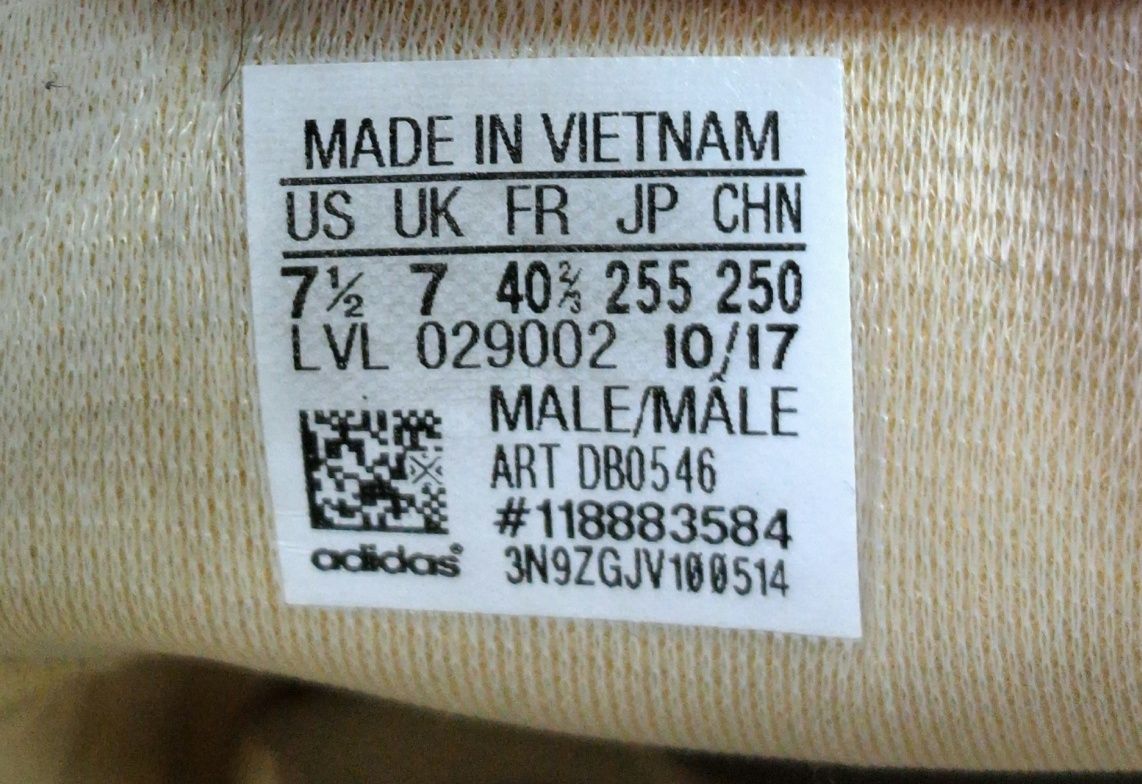 MADE IN VIETNAM
US UK FR JP CHN
7½ 7 40⅔ 255 250
LVL 029002 10/17
MALE/MÂLE
ART DB0546
#118883584
adidas®
3N9ZGJV100514